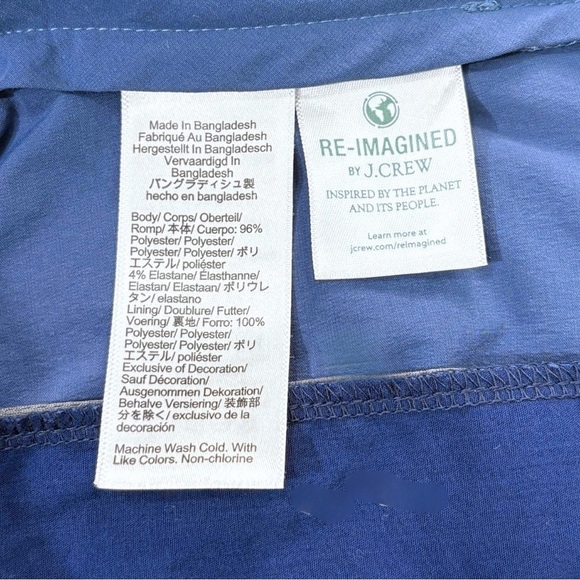 Made In Bangladesh
Fabriqué Au Bangladesh
Hergestellt In Bangladesch
Vervaardigd In
Bangladesh
バングラディシュ製
hecho en bangladesh
Body/ Corps/ Oberteil/
Romp/ 本体/ Cuerpo: 96%
Polyester/ Polyester/
Polyester/ Polyester/ ポリ
エステル/ poliéster
4% Elastane/ Élasthanne/
Elastan/ Elastaan/ ポリウレ
タン/ elastano
Lining/ Doublure/ Futter/
Voering/ 裏地/ Forro: 100%
Polyester/ Polyester/
Polyester/ Polyester/ ポリ
エステル/ poliéster
Exclusive of Decoration/
Sauf Décoration/
Ausgenommen Dekoration/
Behalve Versiering/ 装飾部
分を除く/ exclusivo de la
decoración
Machine Wash Cold. With
Like Colors. Non-chlorine
RE-IMAGINED
BY J.CREW
INSPIRED BY THE PLANET
AND ITS PEOPLE.
Learn more at
jcrew.com/reimagined